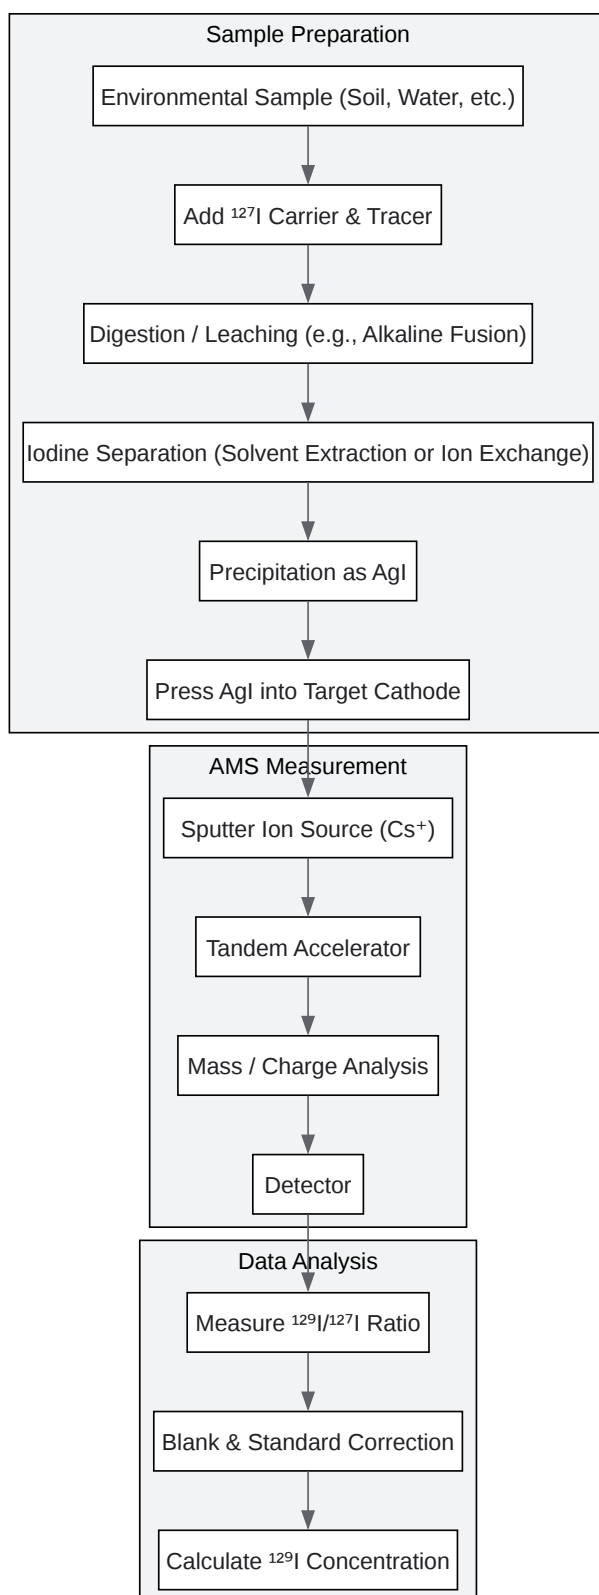 Sample Preparation
Environmental Sample (Soil, Water, etc.)
Add ¹²⁷I Carrier & Tracer
Digestion / Leaching (e.g., Alkaline Fusion)
Iodine Separation (Solvent Extraction or Ion Exchange)
Precipitation as AgI
Press AgI into Target Cathode
AMS Measurement
Sputter Ion Source (Cs⁺)
Tandem Accelerator
Mass / Charge Analysis
Detector
Data Analysis
Measure ¹²⁹I/¹²⁷I Ratio
Blank & Standard Correction
Calculate ¹²⁹I Concentration